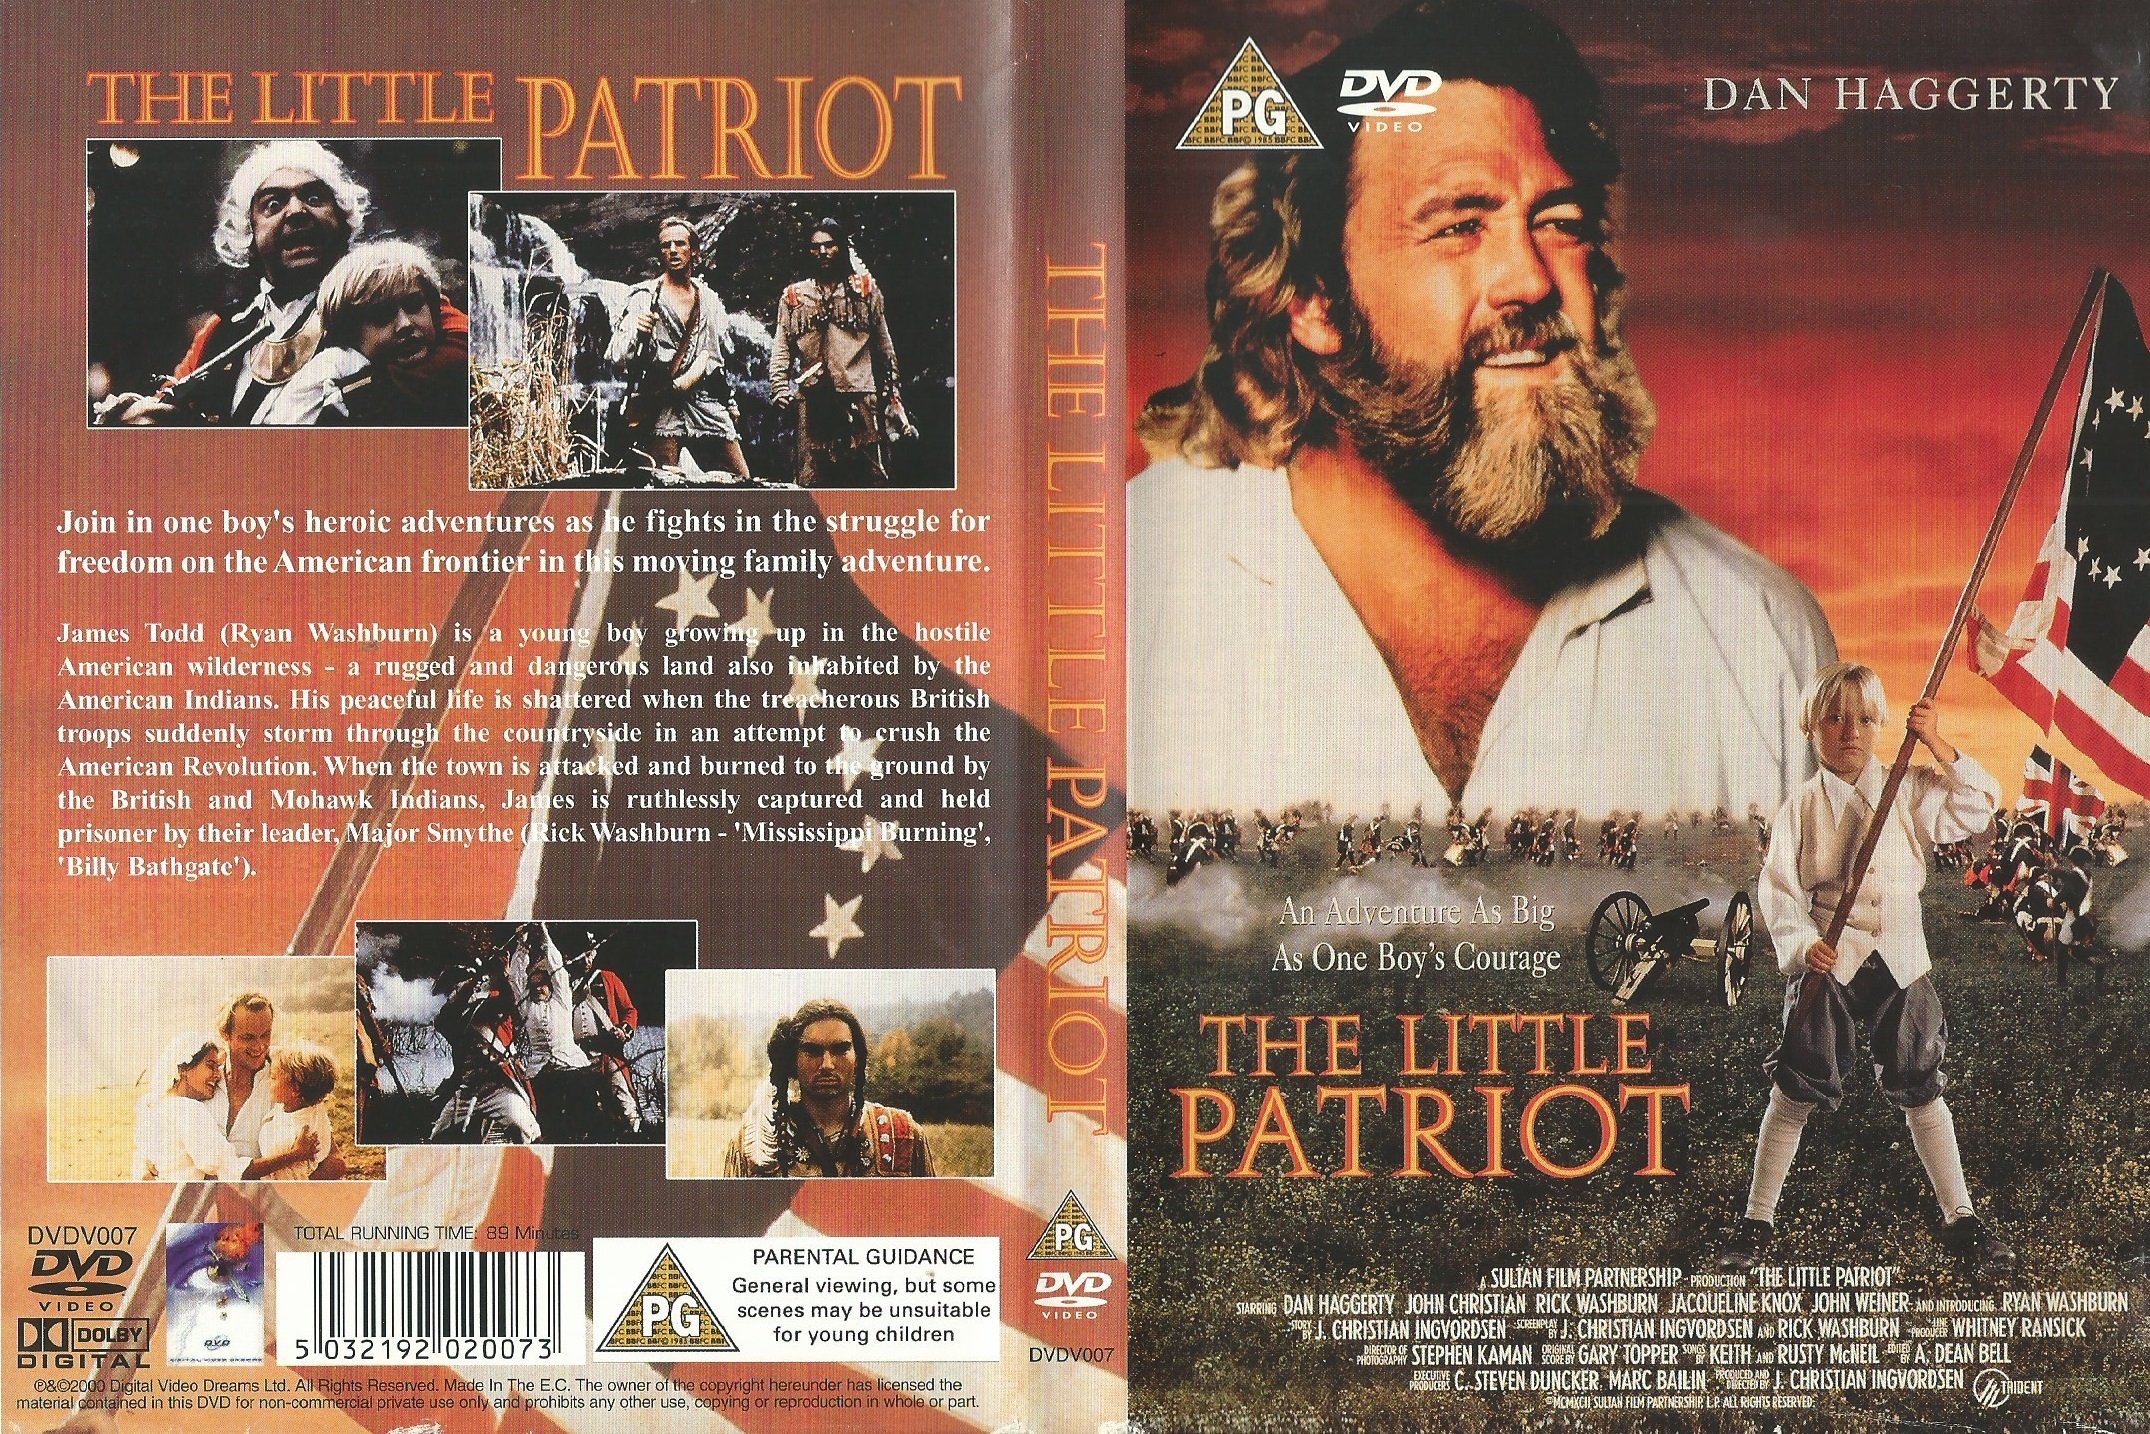 THE LITTLE PATRIOT
Join in one boy's heroic adventures as he fights in the struggle for
freedom on the American frontier in this moving family adventure.
James Todd (Ryan Washburn) is a young boy growing up in the hostile
American wilderness - a rugged and dangerous land also inhabited by the
American Indians. His peaceful life is shattered when the treacherous British
troops suddenly storm through the countryside in an attempt to crush the
American Revolution. When the town is attacked and burned to the ground by
the British and Mohawk Indians, James is ruthlessly captured and held
prisoner by their leader, Major Smythe (Rick Washburn - 'Mississippi Burning',
'Billy Bathgate').
DVDV007
DVD
VIDEO
DOLBY
DIGITAL
DVD
DIGITAL VIDEO DREAMS LTD
TOTAL RUNNING TIME: 89 Minutes
5 032192 020073
PG
PARENTAL GUIDANCE
General viewing, but some
scenes may be unsuitable
for young children
℗&©2000 Digital Video Dreams Ltd. All Rights Reserved. Made In The E.C. The owner of the copyright hereunder has licensed the
material contained in this DVD for non-commercial private use only and prohibits any other use, copying or reproduction in whole or part.
THE LITTLE PATRIOT
PG
DVD
VIDEO
DVDV007
PG
DVD
VIDEO
DAN HAGGERTY
An Adventure As Big
As One Boy's Courage
THE LITTLE
PATRIOT
A SULTAN FILM PARTNERSHIP PRODUCTION "THE LITTLE PATRIOT"
STARRING DAN HAGGERTY JOHN CHRISTIAN RICK WASHBURN JACQUELINE KNOX JOHN WEINER AND INTRODUCING RYAN WASHBURN
STORY BY J. CHRISTIAN INGVORDSEN SCREENPLAY BY J. CHRISTIAN INGVORDSEN AND RICK WASHBURN LINE PRODUCER WHITNEY RANSICK
DIRECTOR OF PHOTOGRAPHY STEPHEN KAMAN ORIGINAL SCORE BY GARY TOPPER SONGS BY KEITH AND RUSTY McNEIL EDITED BY A. DEAN BELL
EXECUTIVE PRODUCERS C. STEVEN DUNCKER MARC BAILIN PRODUCED AND DIRECTED BY J. CHRISTIAN INGVORDSEN TRIDENT
©MCMXCII SULTAN FILM PARTNERSHIP, L.P. ALL RIGHTS RESERVED.